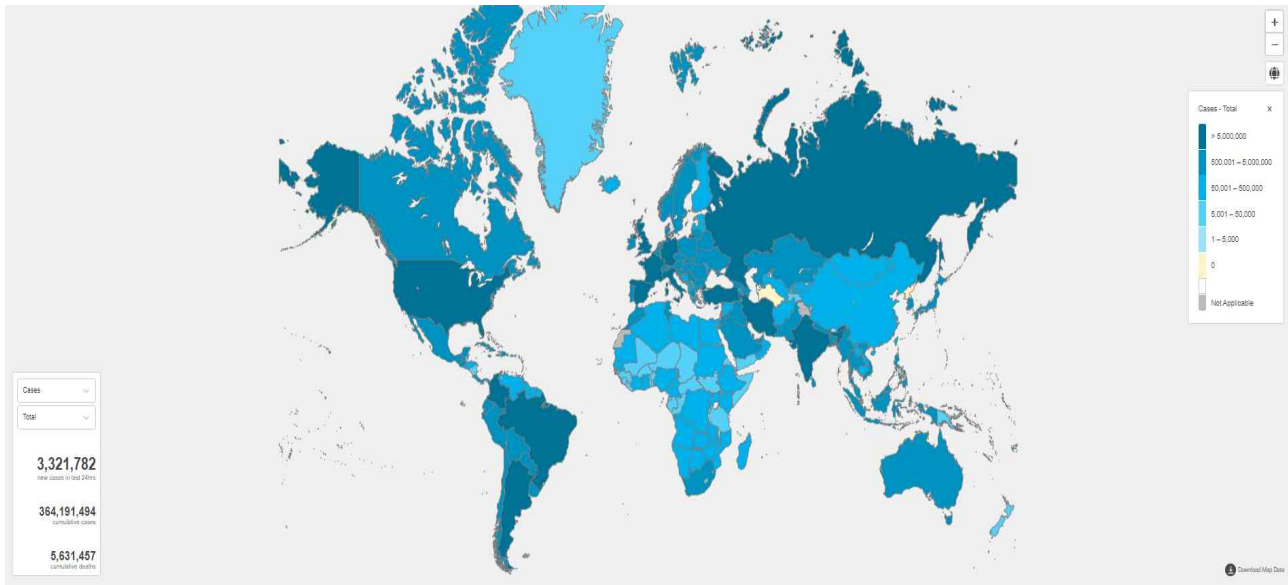 +
−
Cases - Total x
> 5,000,000
500,001 – 5,000,000
50,001 – 500,000
5,001 – 50,000
1 – 5,000
0
Not Applicable
Cases
Total
3,321,782
new cases in last 24hrs
364,191,494
cumulative cases
5,631,457
cumulative deaths
Download Map Data